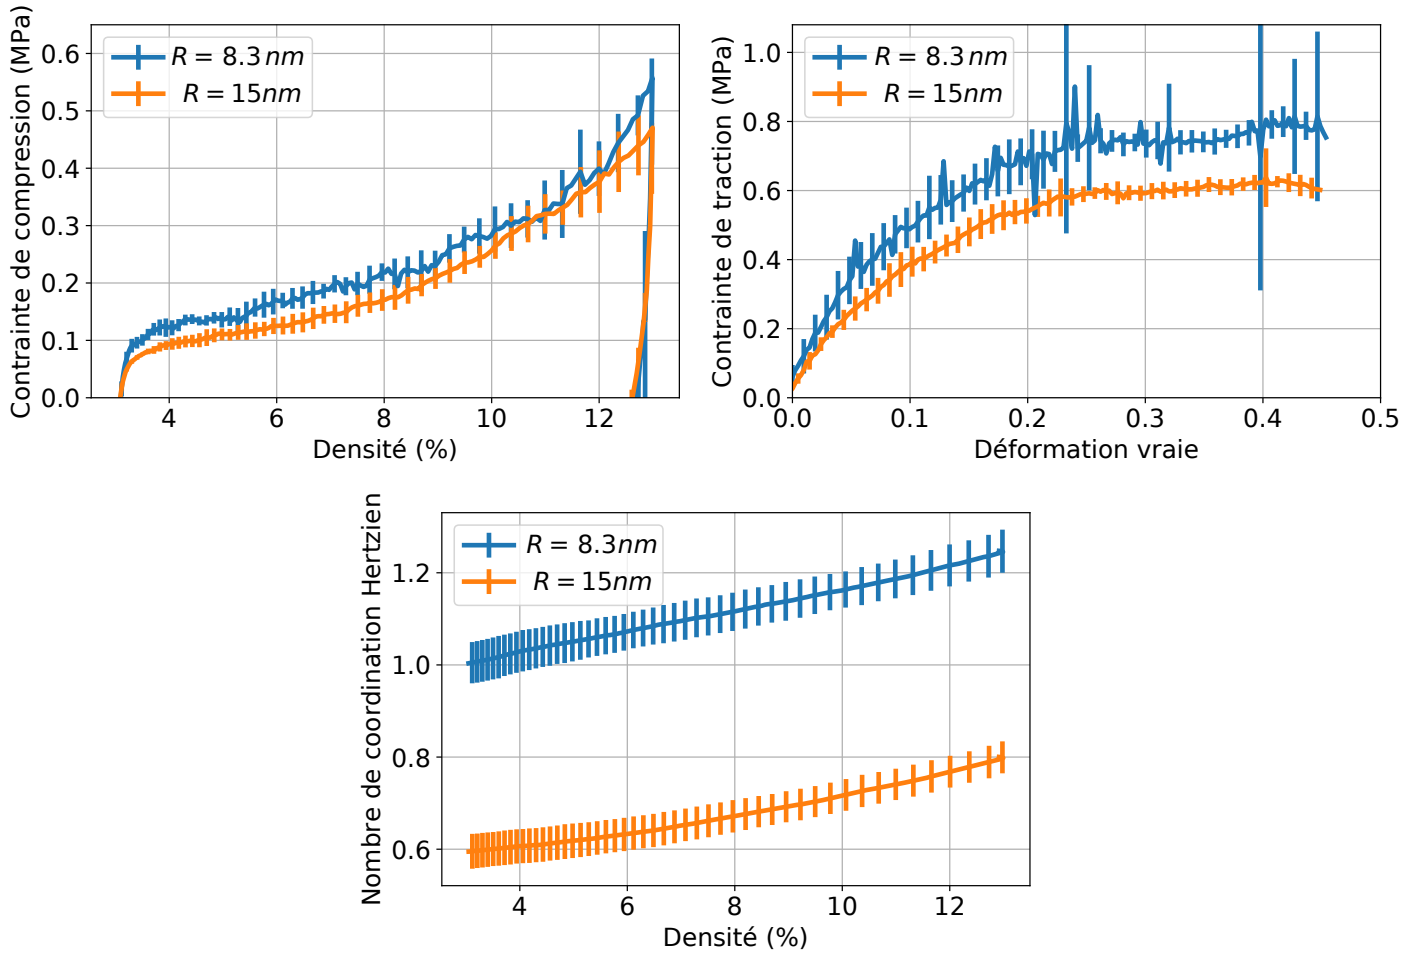 Contrainte de compression (MPa)
0.6
0.5
0.4
0.3
0.2
0.1
0.0
R = 8.3nm
R = 15nm
4 6 8 10 12
Densité (%)
Contrainte de traction (MPa)
1.0
0.8
0.6
0.4
0.2
0.0
R = 8.3nm
R = 15nm
0.0 0.1 0.2 0.3 0.4 0.5
Déformation vraie
Nombre de coordination Hertzien
1.2
1.0
0.8
0.6
R = 8.3nm
R = 15nm
4 6 8 10 12
Densité (%)